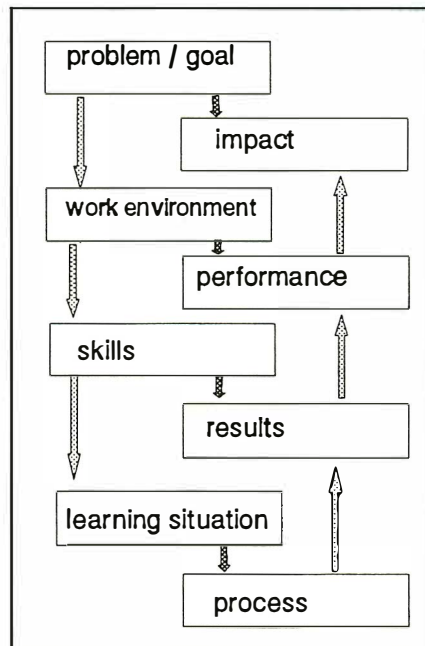 problem / goal
impact
work environment
performance
skills
results
learning situation
process